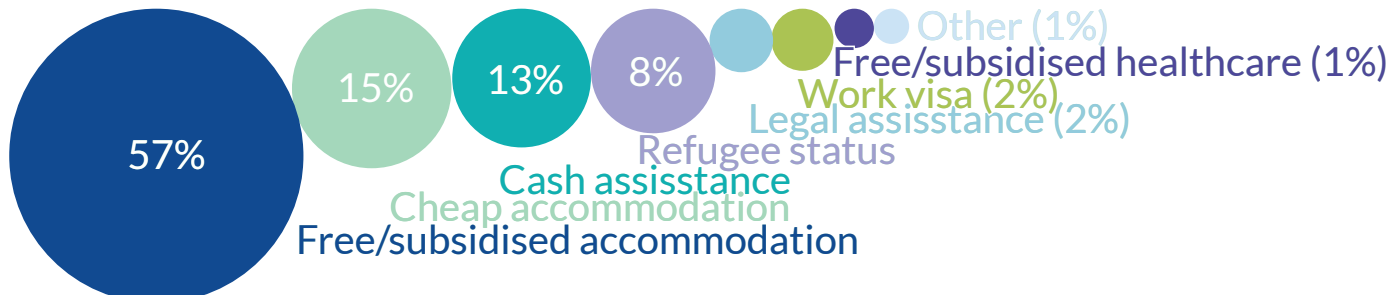 57%
15%
13%
8%
Other (1%)
Free/subsidised healthcare (1%)
Work visa (2%)
Legal assisstance (2%)
Refugee status
Cash assisstance
Cheap accommodation
Free/subsidised accommodation